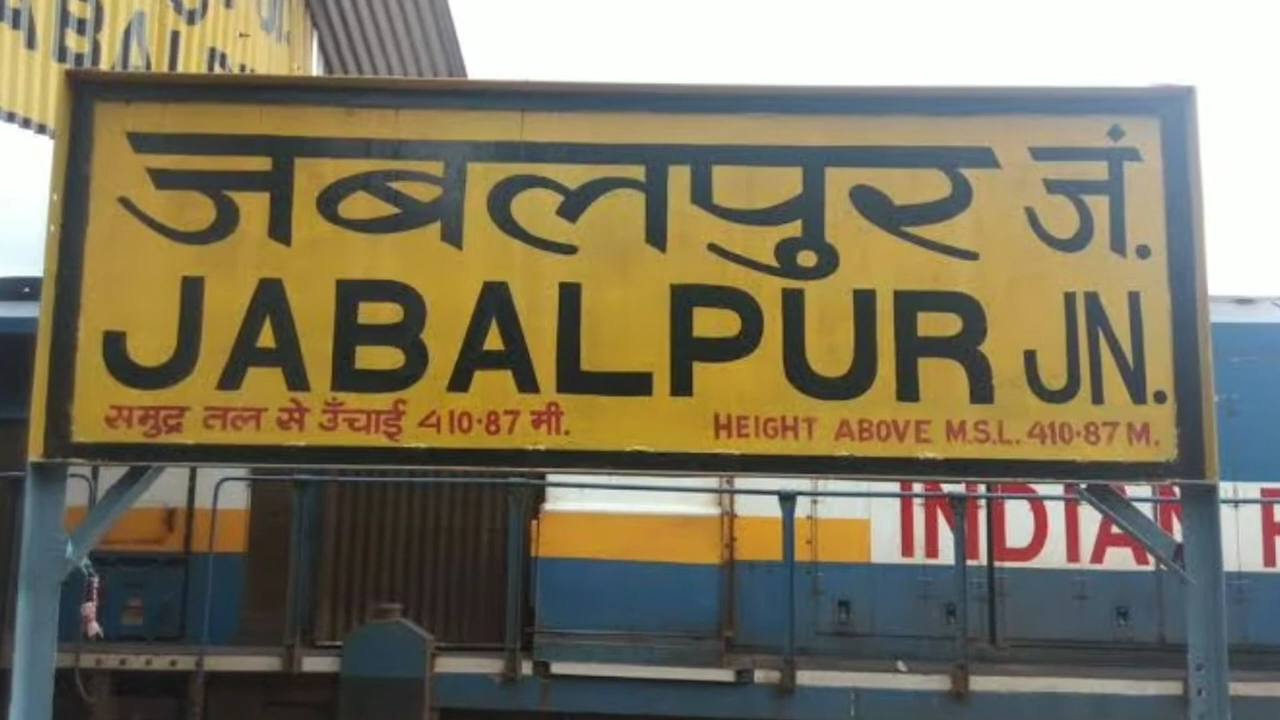 जबलपुर जं.
JABALPUR JN.
समुद्र तल से उँचाई 410·87 मी.
HEIGHT ABOVE M.S.L. 410·87 M.
INDIAN